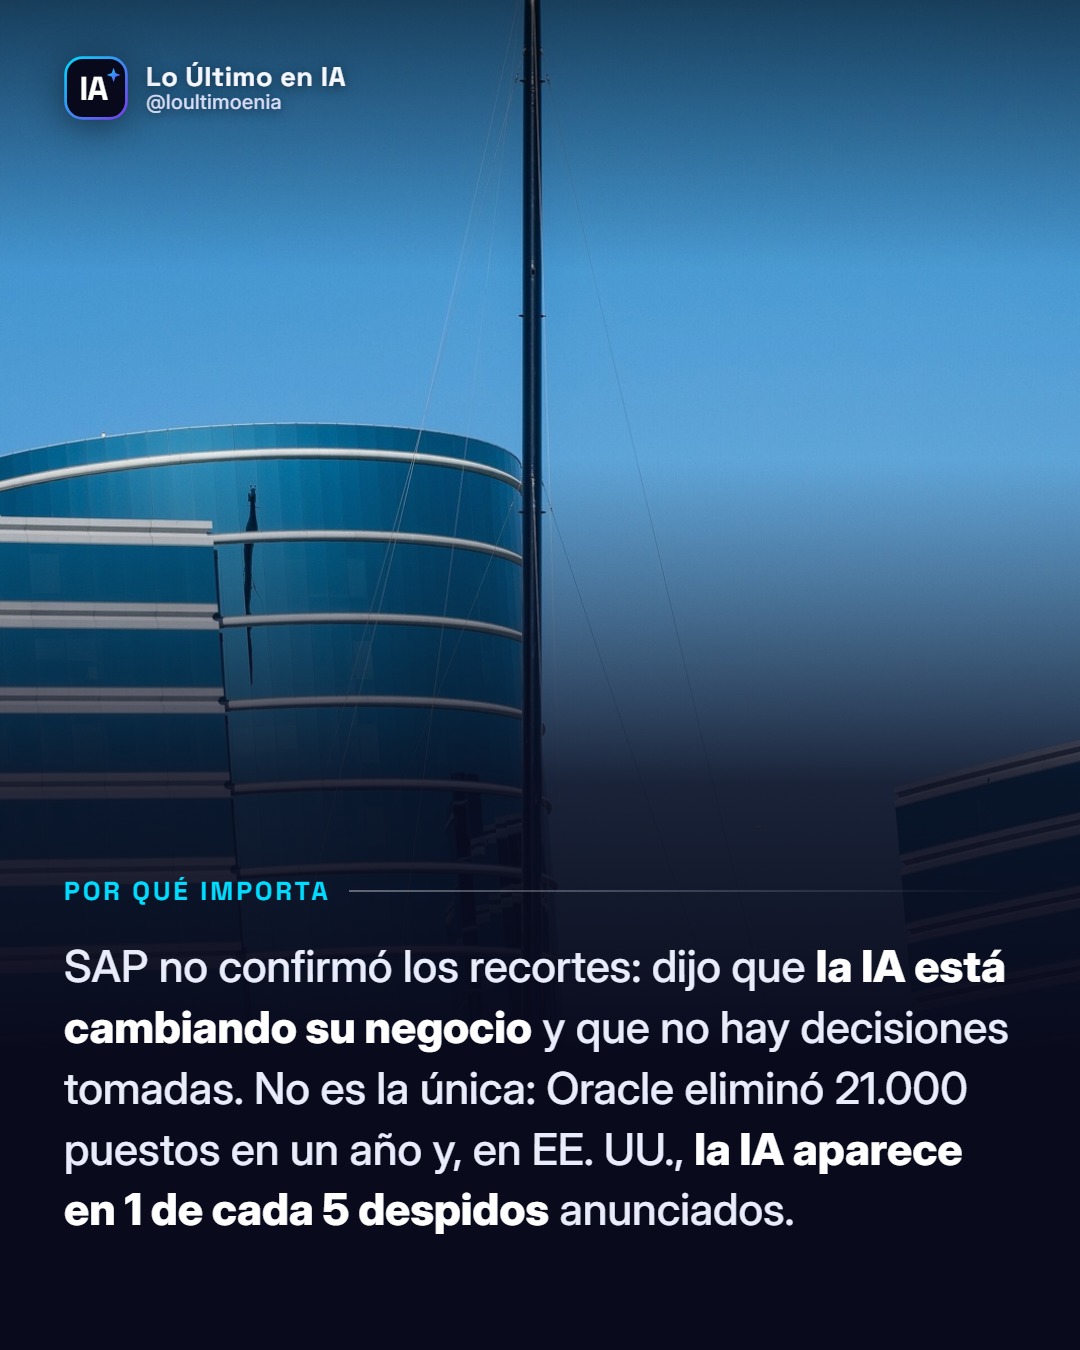 IA
Lo Último en IA
@loultimoenia
POR QUÉ IMPORTA
SAP no confirmó los recortes: dijo que la IA está
cambiando su negocio y que no hay decisiones
tomadas. No es la única: Oracle eliminó 21.000
puestos en un año y, en EE. UU., la IA aparece
en 1 de cada 5 despidos anunciados.